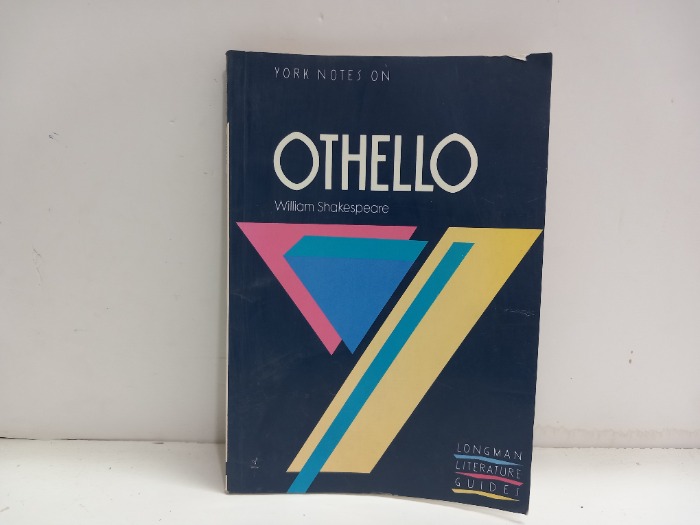 YORK NOTES ON
OTHELLO
William Shakespeare
LONGMAN
LITERATURE
GUIDES